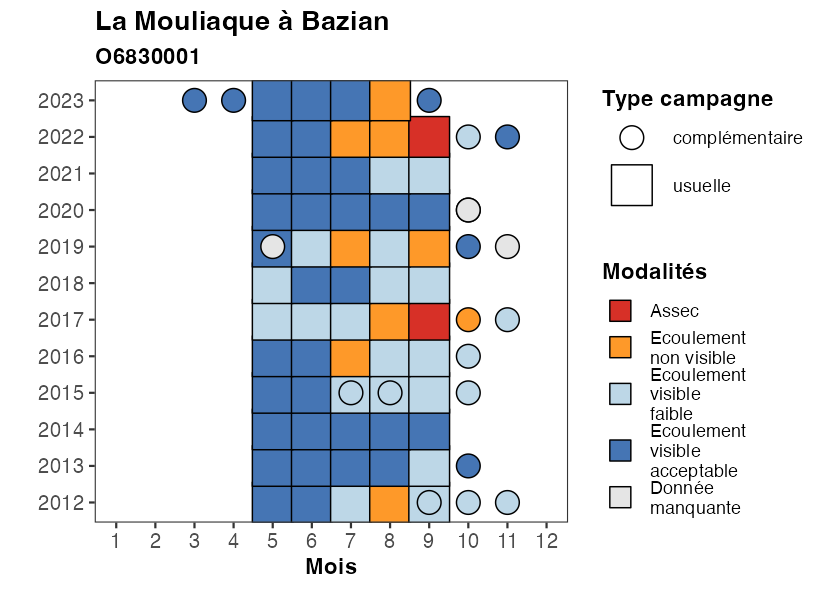 La Mouliaque à Bazian
O6830001
2023
2022
2021
2020
2019
2018
2017
2016
2015
2014
2013
2012
1 2 3 4 5 6 7 8 9 10 11 12
Mois
Type campagne
complémentaire
usuelle
Modalités
Assec
Ecoulement
non visible
Ecoulement
visible
faible
Ecoulement
visible
acceptable
Donnée
manquante